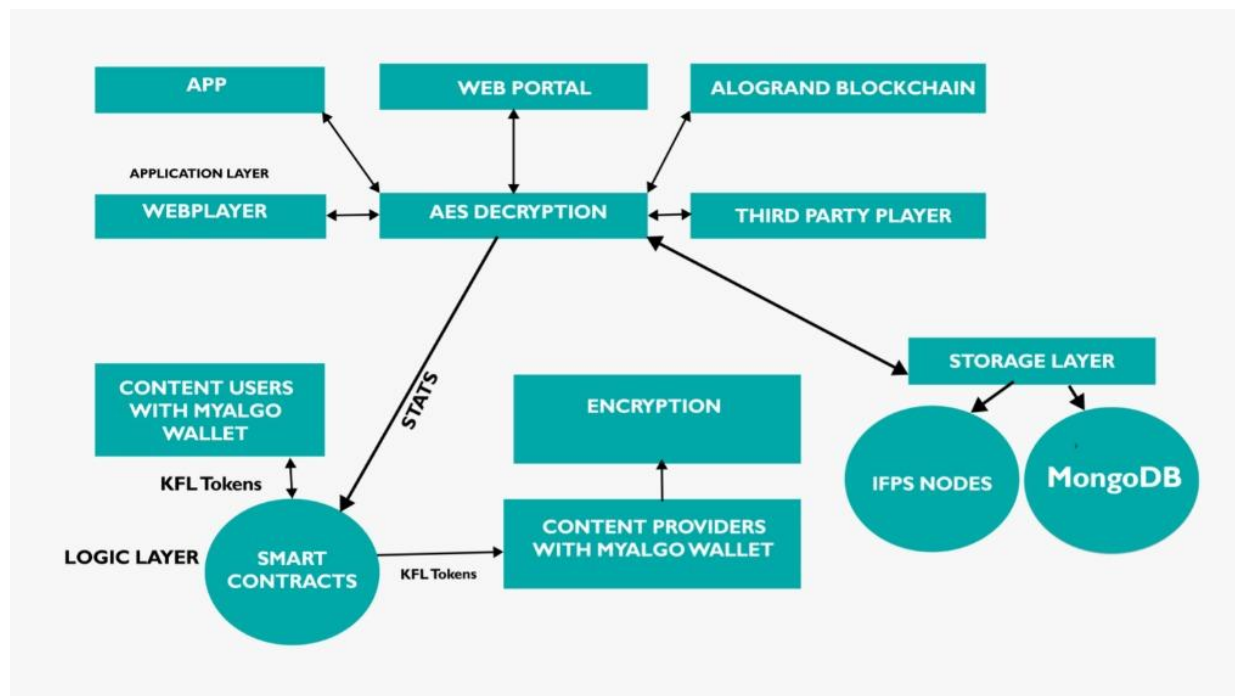 APP
WEB PORTAL
ALOGRAND BLOCKCHAIN
APPLICATION LAYER
WEBPLAYER
AES DECRYPTION
THIRD PARTY PLAYER
STORAGE LAYER
CONTENT USERS
WITH MYALGO
WALLET
STATS
ENCRYPTION
IFPS NODES
MongoDB
KFL Tokens
LOGIC LAYER
SMART
CONTRACTS
KFL Tokens
CONTENT PROVIDERS
WITH MYALGO WALLET